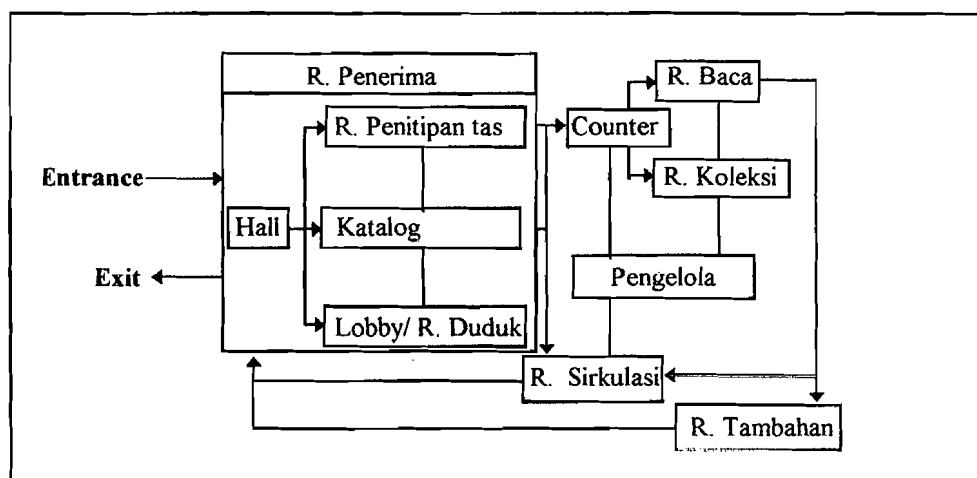 R. Penerima
R. Baca
R. Penitipan tas
Counter
Entrance
R. Koleksi
Hall
Katalog
Exit
Pengelola
Lobby/ R. Duduk
R. Sirkulasi
R. Tambahan